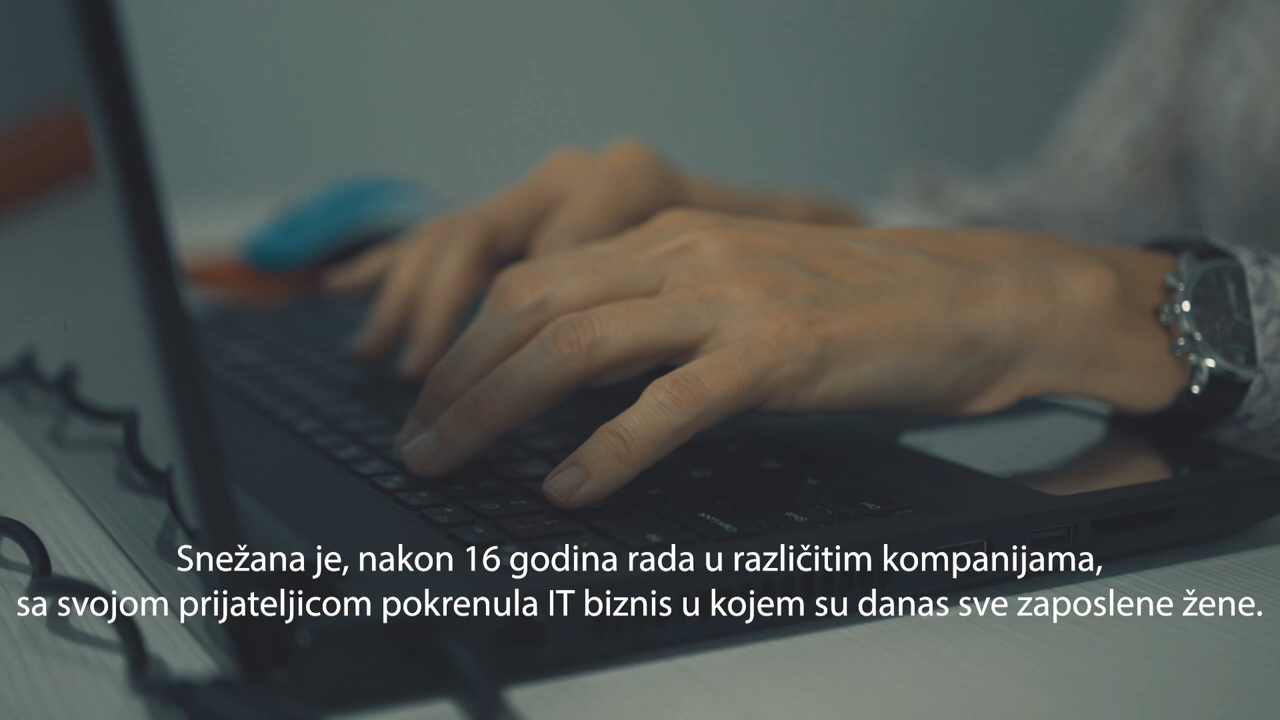 Snežana je, nakon 16 godina rada u različitim kompanijama,
sa svojom prijateljicom pokrenula IT biznis u kojem su danas sve zaposlene žene.